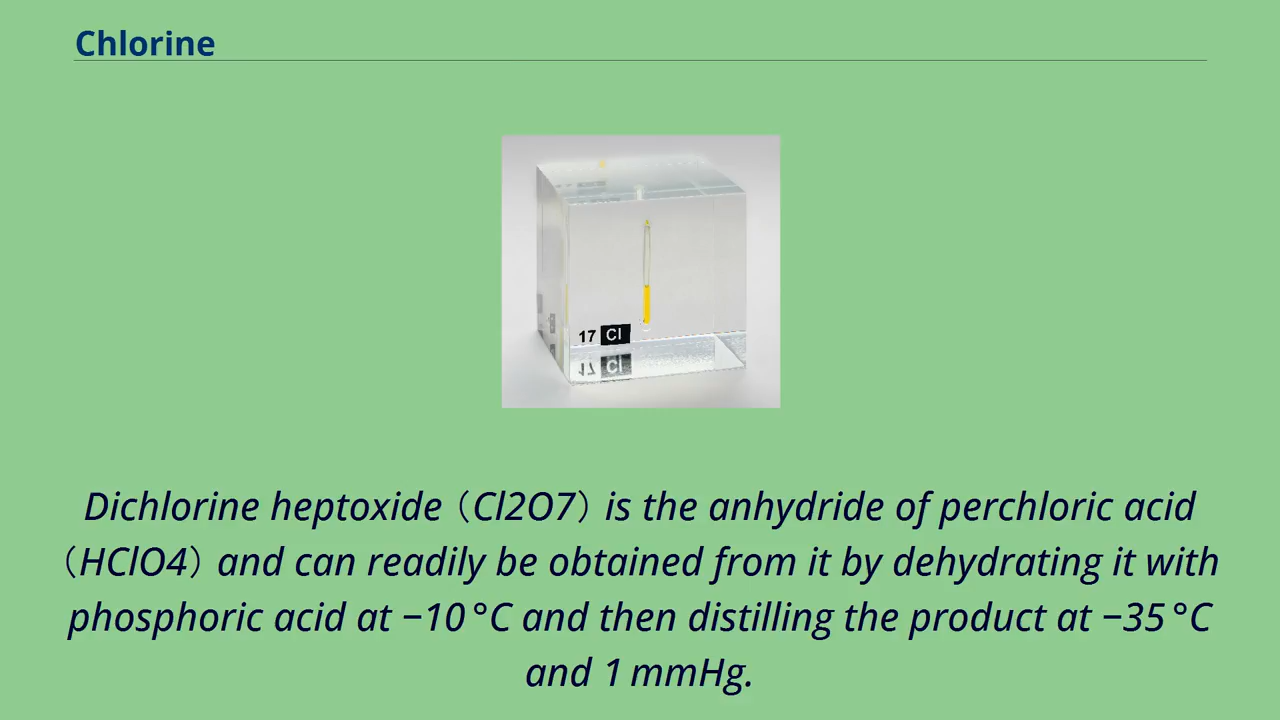 Chlorine
17 Cl
17 Cl
Dichlorine heptoxide (Cl2O7) is the anhydride of perchloric acid
(HClO4) and can readily be obtained from it by dehydrating it with
phosphoric acid at −10 °C and then distilling the product at −35 °C
and 1 mmHg.